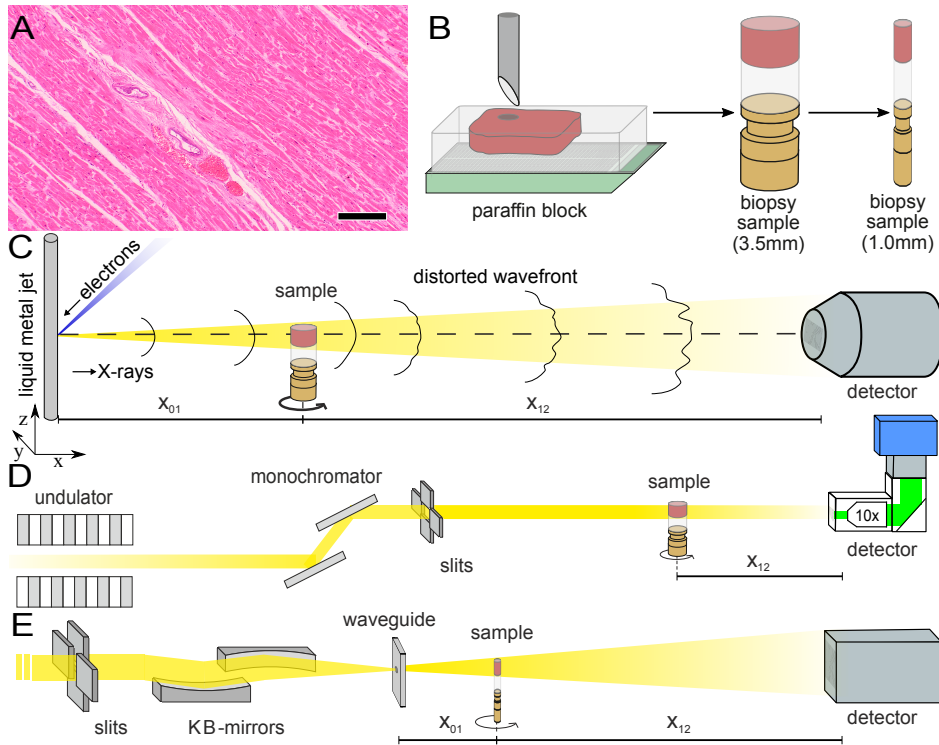 A
B
paraffin block
biopsy
sample
(3.5mm)
biopsy
sample
(1.0mm)
C
liquid metal jet
electrons
sample
distorted wavefront
X-rays
detector
x₀₁
x₁₂
z
y
x
D
undulator
monochromator
slits
sample
10x
detector
x₁₂
E
slits
KB-mirrors
waveguide
sample
x₀₁
x₁₂
detector